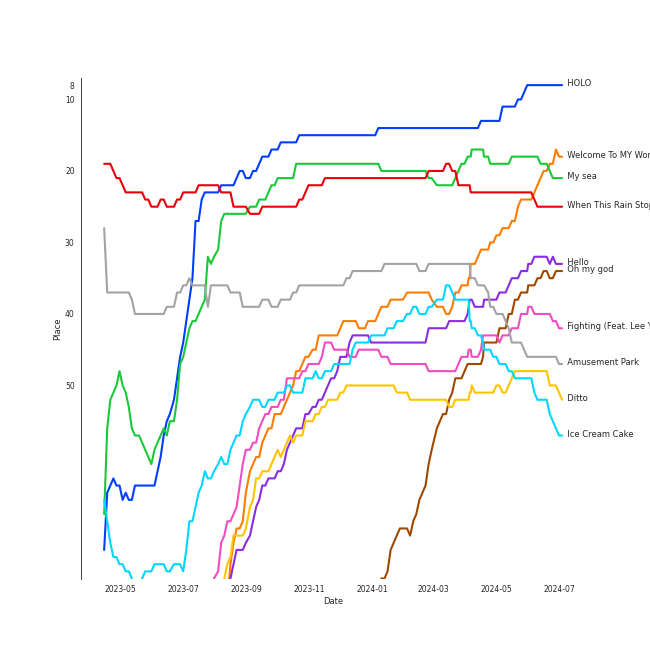 8
10
20
30
40
50
Place
HOLO
Welcome To MY Wor
My sea
When This Rain Stop
Hello
Oh my god
Fighting (Feat. Lee Y
Amusement Park
Ditto
Ice Cream Cake
2023-05 2023-07 2023-09 2023-11 2024-01 2024-03 2024-05 2024-07
Date